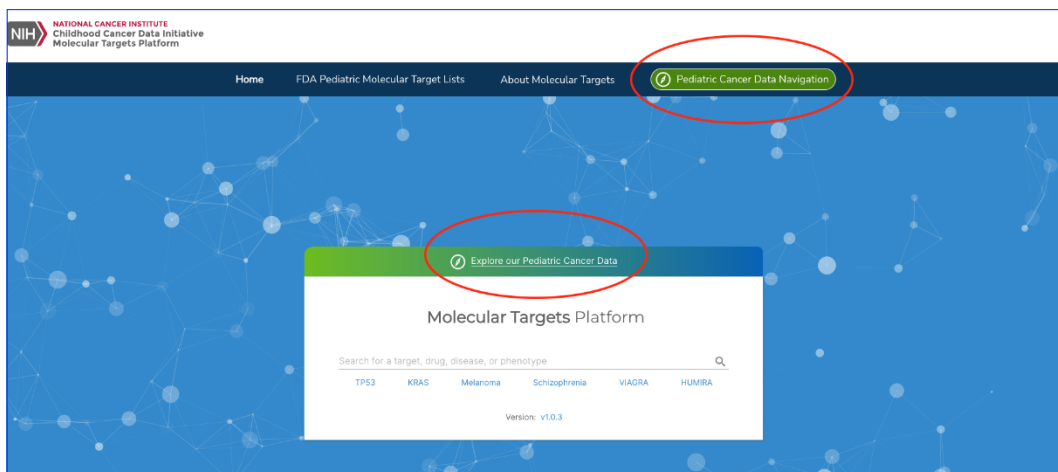 NIH
NATIONAL CANCER INSTITUTE
Childhood Cancer Data Initiative
Molecular Targets Platform
Home FDA Pediatric Molecular Target Lists About Molecular Targets Pediatric Cancer Data Navigation
Explore our Pediatric Cancer Data
Molecular Targets Platform
Search for a target, drug, disease, or phenotype
TP53 KRAS Melanoma Schizophrenia VIAGRA HUMIRA
Version: v1.0.3